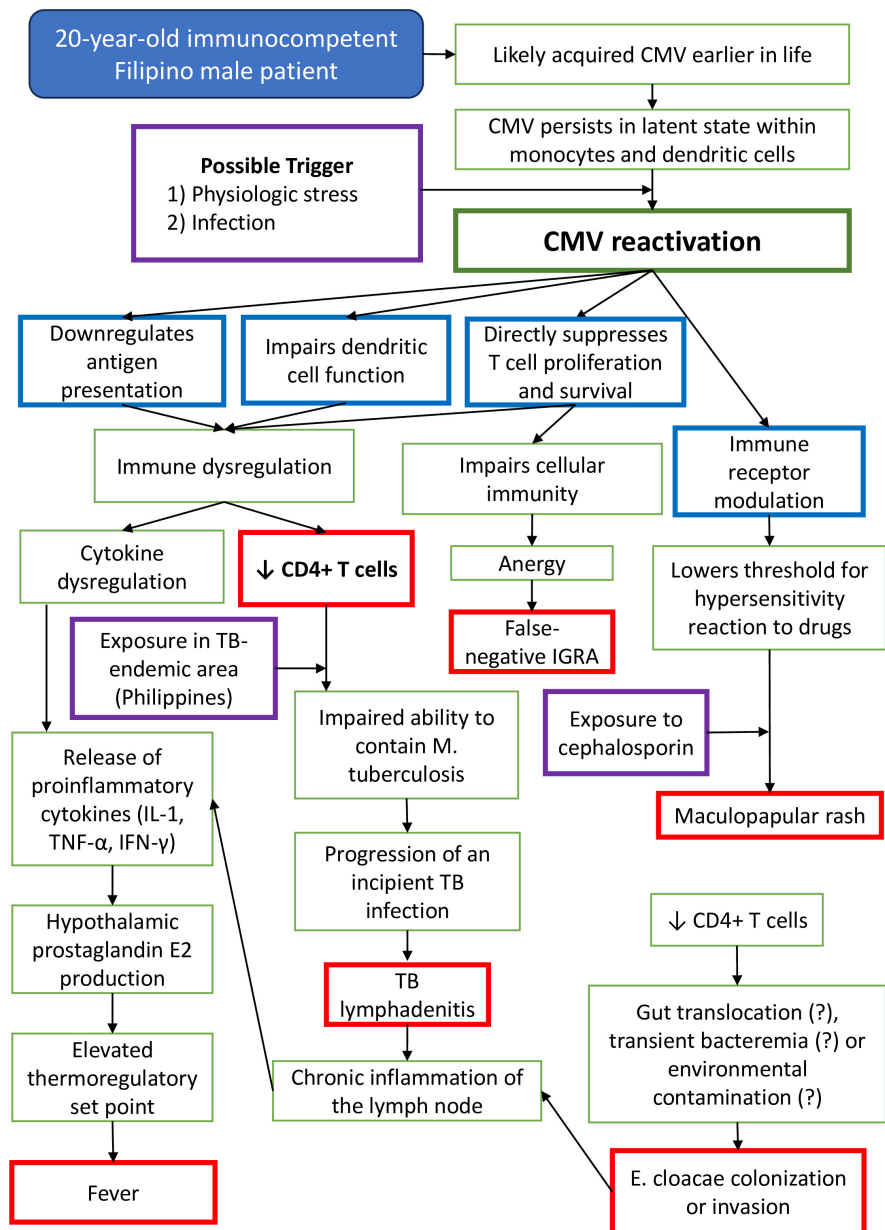 20-year-old immunocompetent
Filipino male patient
Likely acquired CMV earlier in life
CMV persists in latent state within
monocytes and dendritic cells
Possible Trigger
1) Physiologic stress
2) Infection
CMV reactivation
Downregulates
antigen
presentation
Impairs dendritic
cell function
Directly suppresses
T cell proliferation
and survival
Immune dysregulation
Impairs cellular
immunity
Immune
receptor
modulation
Cytokine
dysregulation
↓ CD4+ T cells
Anergy
Lowers threshold for
hypersensitivity
reaction to drugs
False-
negative IGRA
Exposure in TB-
endemic area
(Philippines)
Impaired ability to
contain M.
tuberculosis
Exposure to
cephalosporin
Release of
proinflammatory
cytokines (IL-1,
TNF-α, IFN-γ)
Maculopapular rash
Progression of an
incipient TB
infection
Hypothalamic
prostaglandin E2
production
↓ CD4+ T cells
TB
lymphadenitis
Gut translocation (?),
transient bacteremia (?) or
environmental
contamination (?)
Elevated
thermoregulatory
set point
Chronic inflammation of
the lymph node
Fever
E. cloacae colonization
or invasion